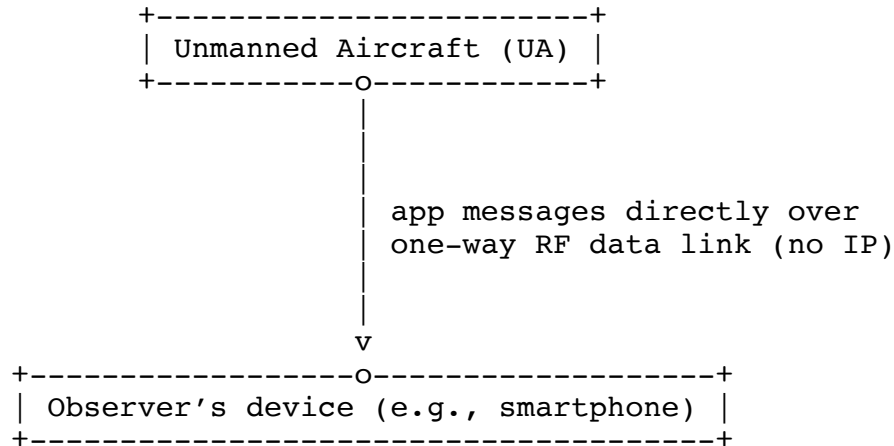 Unmanned Aircraft (UA)
app messages directly over
one-way RF data link (no IP)
v
Observer's device (e.g., smartphone)